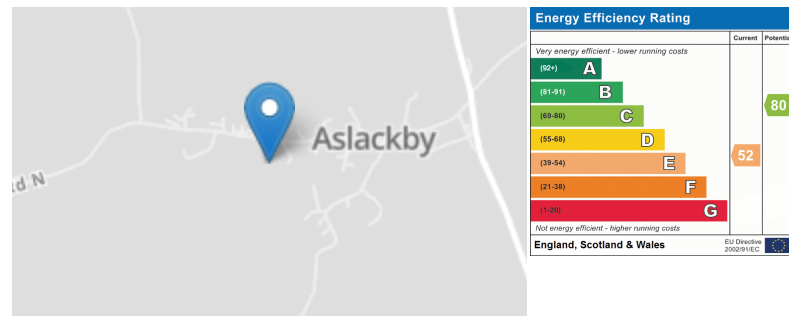 Aslackby
d N
Energy Efficiency Rating
Current
Very energy efficient - lower running costs
(92+) A
(81-91) B
(69-80) C
80
(55-68) D
(39-54) E
52
(21-38) F
(1-20) G
Not energy efficient - higher running costs
England, Scotland & Wales
EU Directive
2002/91/EC